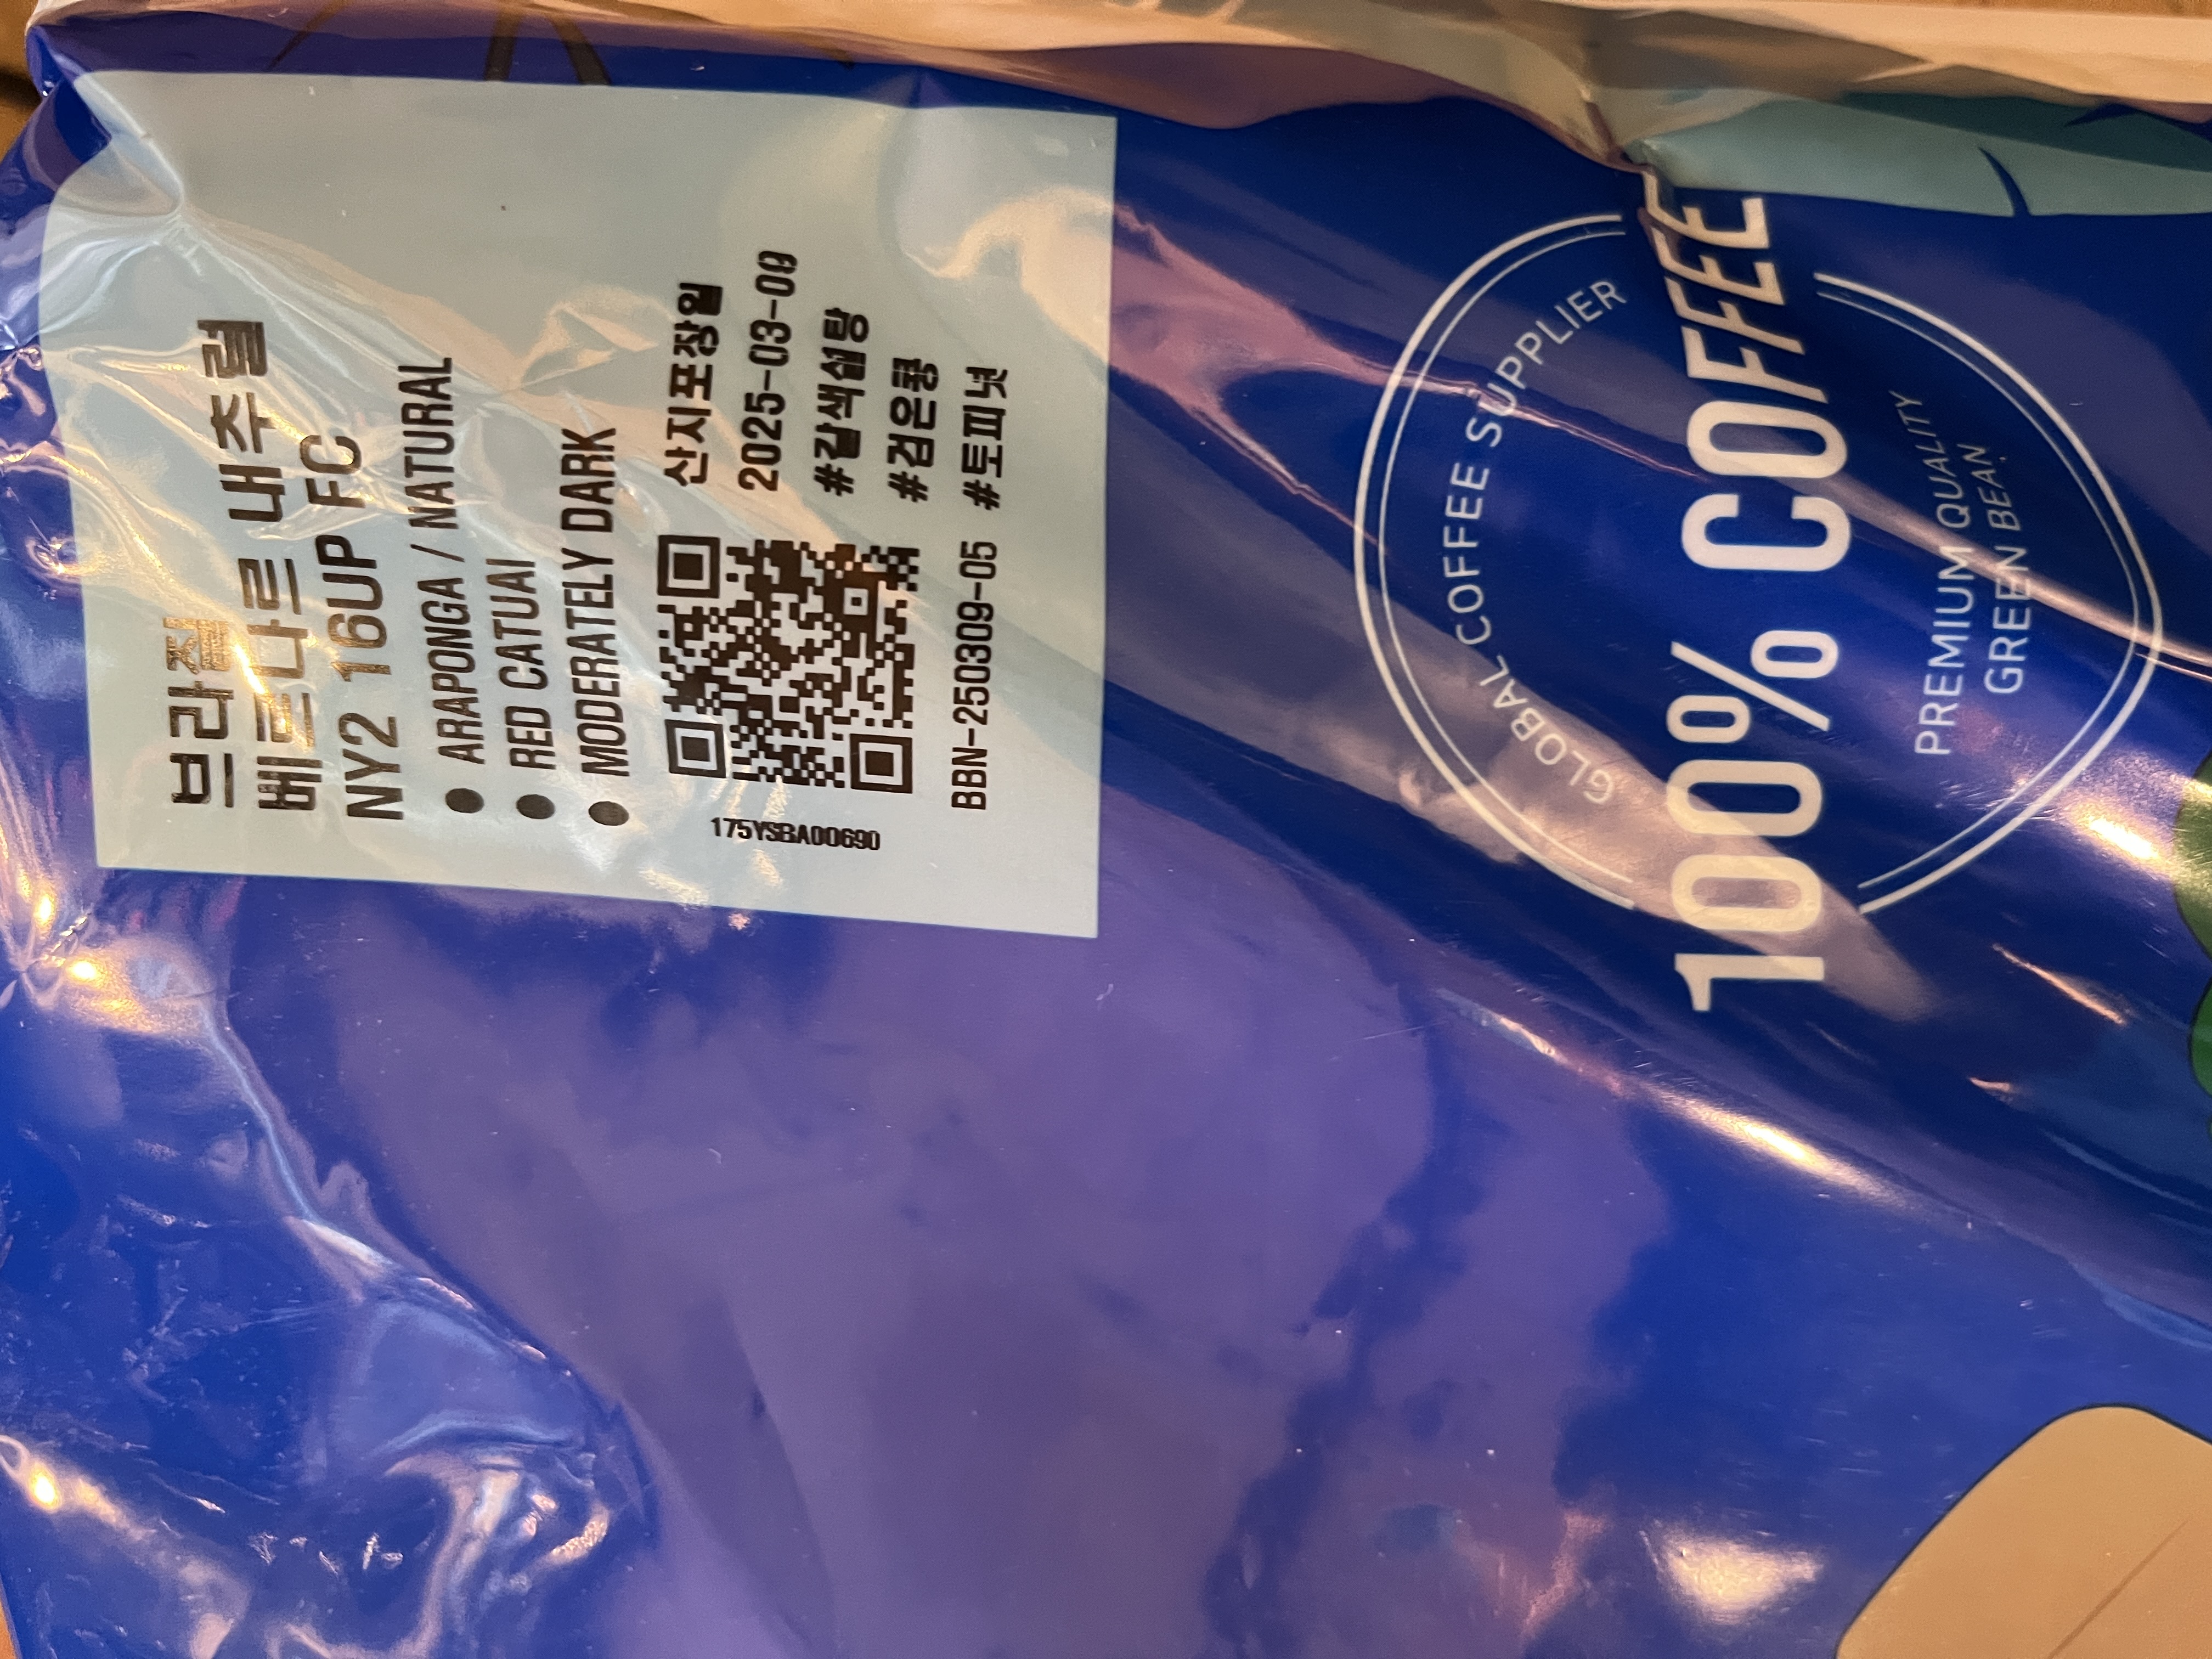 브라질
베르나르 내추럴
NY2 16UP FC
● ARAPONGA / NATURAL
● RED CATUAI
● MODERATELY DARK
175YSBA00690
산지포장일
2025-03-09
#갈색설탕
#검은콩
#토피넛
BBN-250309-05
GLOBAL COFFEE SUPPLIER
100% COFFEE
PREMIUM QUALITY
GREEN BEAN